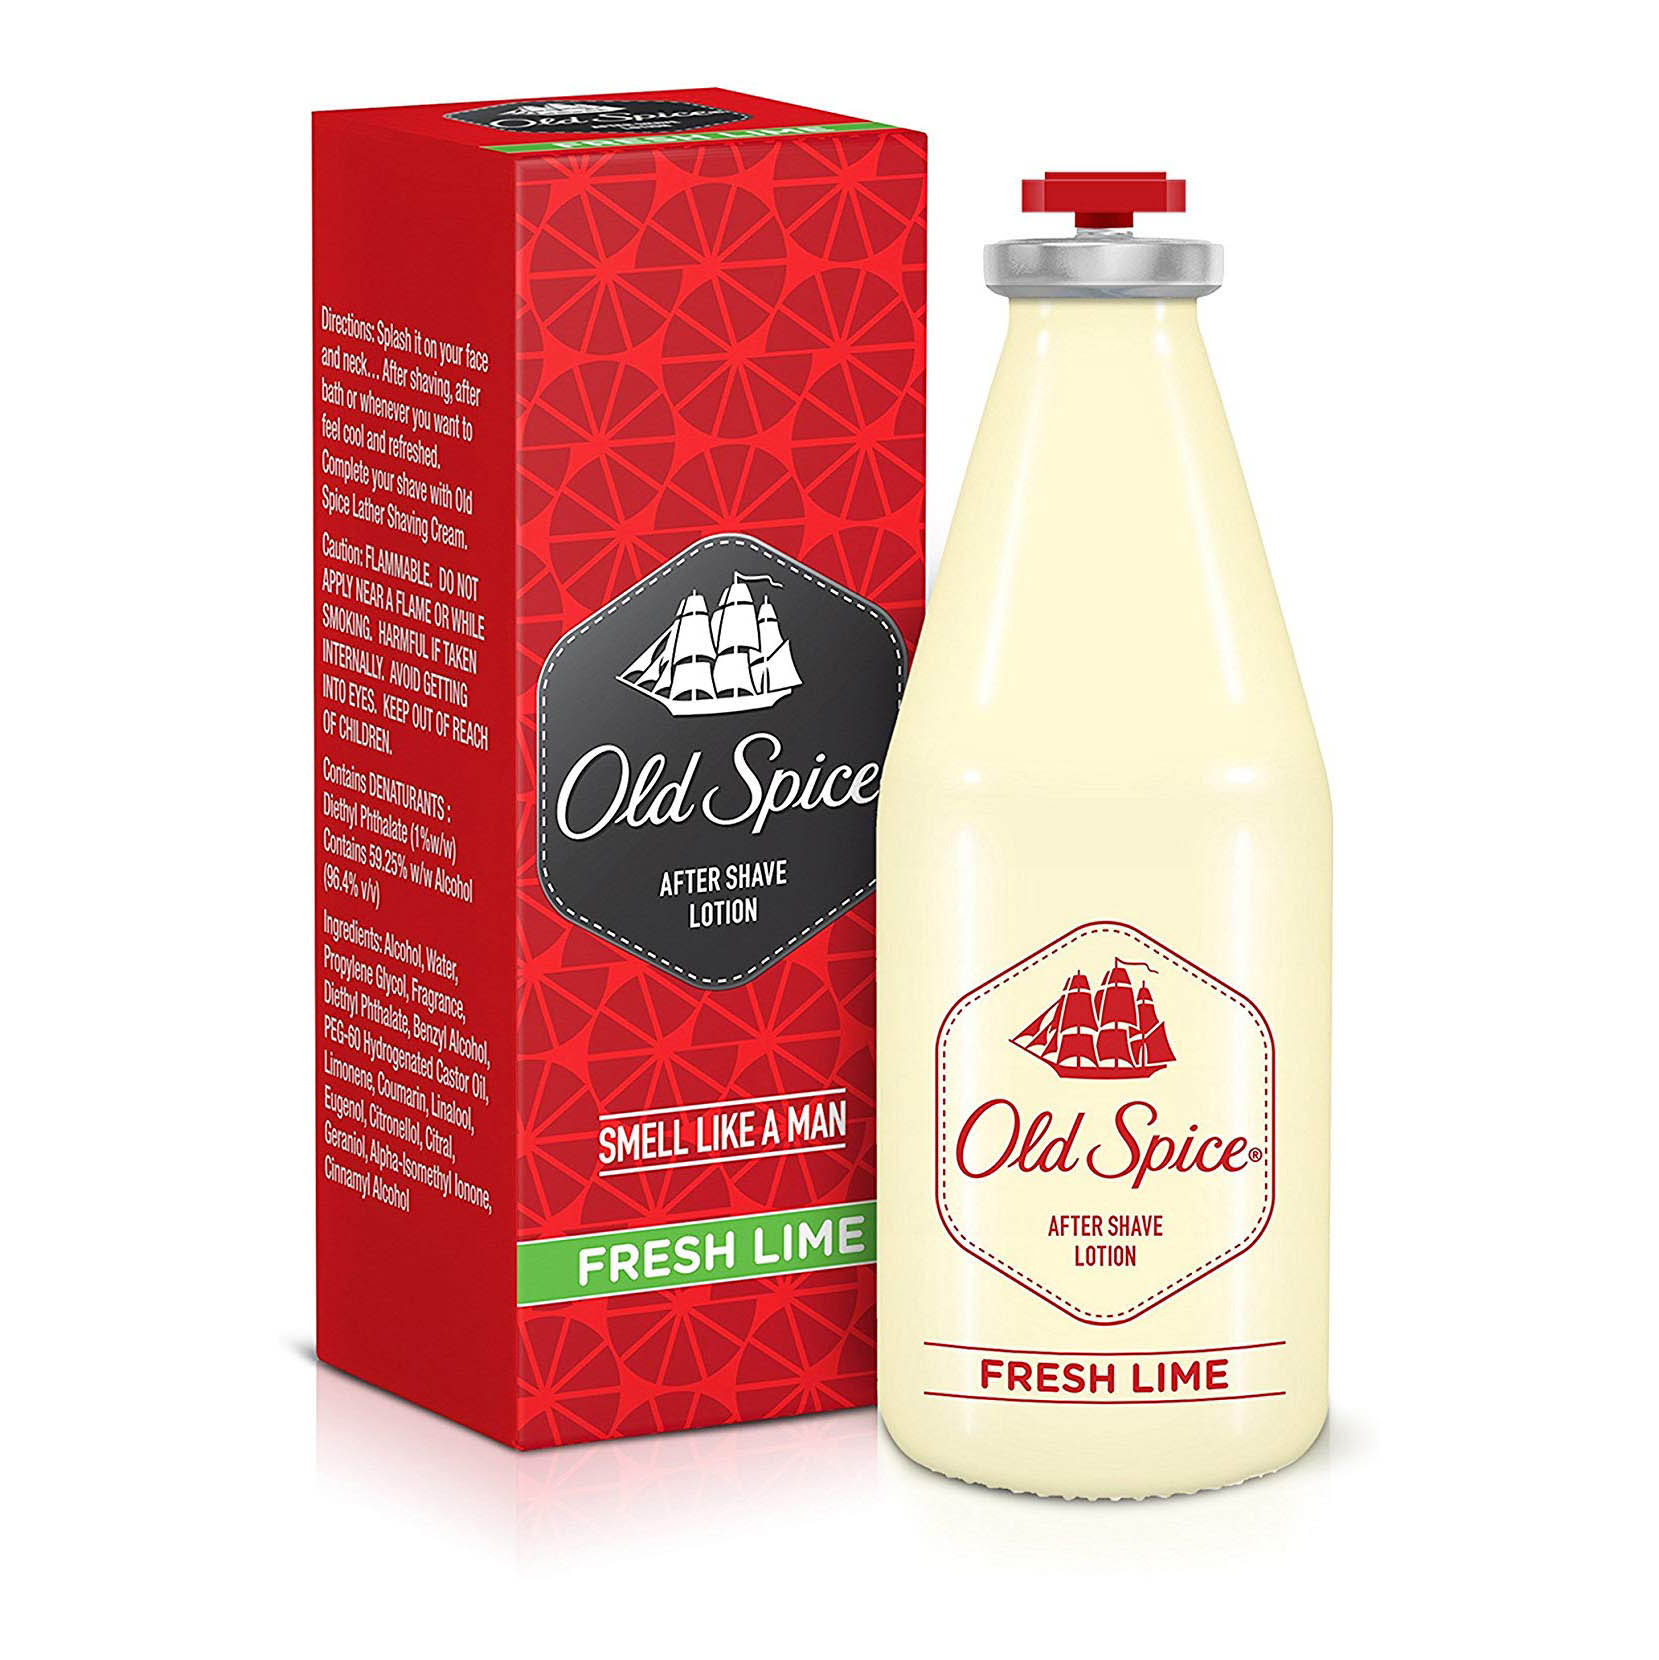 Old Spice
AFTER SHAVE
LOTION
FRESH LIME
Directions: Splash it on your face
and neck... After shaving, after
bath or whenever you want to
feel cool and refreshed.
Complete your shave with Old
Spice Lather Shaving Cream.
Caution: FLAMMABLE. DO NOT
APPLY NEAR A FLAME OR WHILE
SMOKING. HARMFUL IF TAKEN
INTERNALLY. AVOID GETTING
INTO EYES. KEEP OUT OF REACH
OF CHILDREN.
Contains DENATURANTS :
Diethyl Phthalate (1%w/w)
Contains 59.25% w/w Alcohol
(96.4% v/v)
Ingredients: Alcohol, Water,
Propylene Glycol, Fragrance,
Diethyl Phthalate, Benzyl Alcohol,
PEG-60 Hydrogenated Castor Oil,
Limonene, Coumarin, Linalool,
Eugenol, Citronellol, Citral,
Geraniol, Alpha-Isomethyl Ionone,
Cinnamyl Alcohol
Old Spice
AFTER SHAVE
LOTION
SMELL LIKE A MAN
FRESH LIME
Old Spice®
AFTER SHAVE
LOTION
FRESH LIME